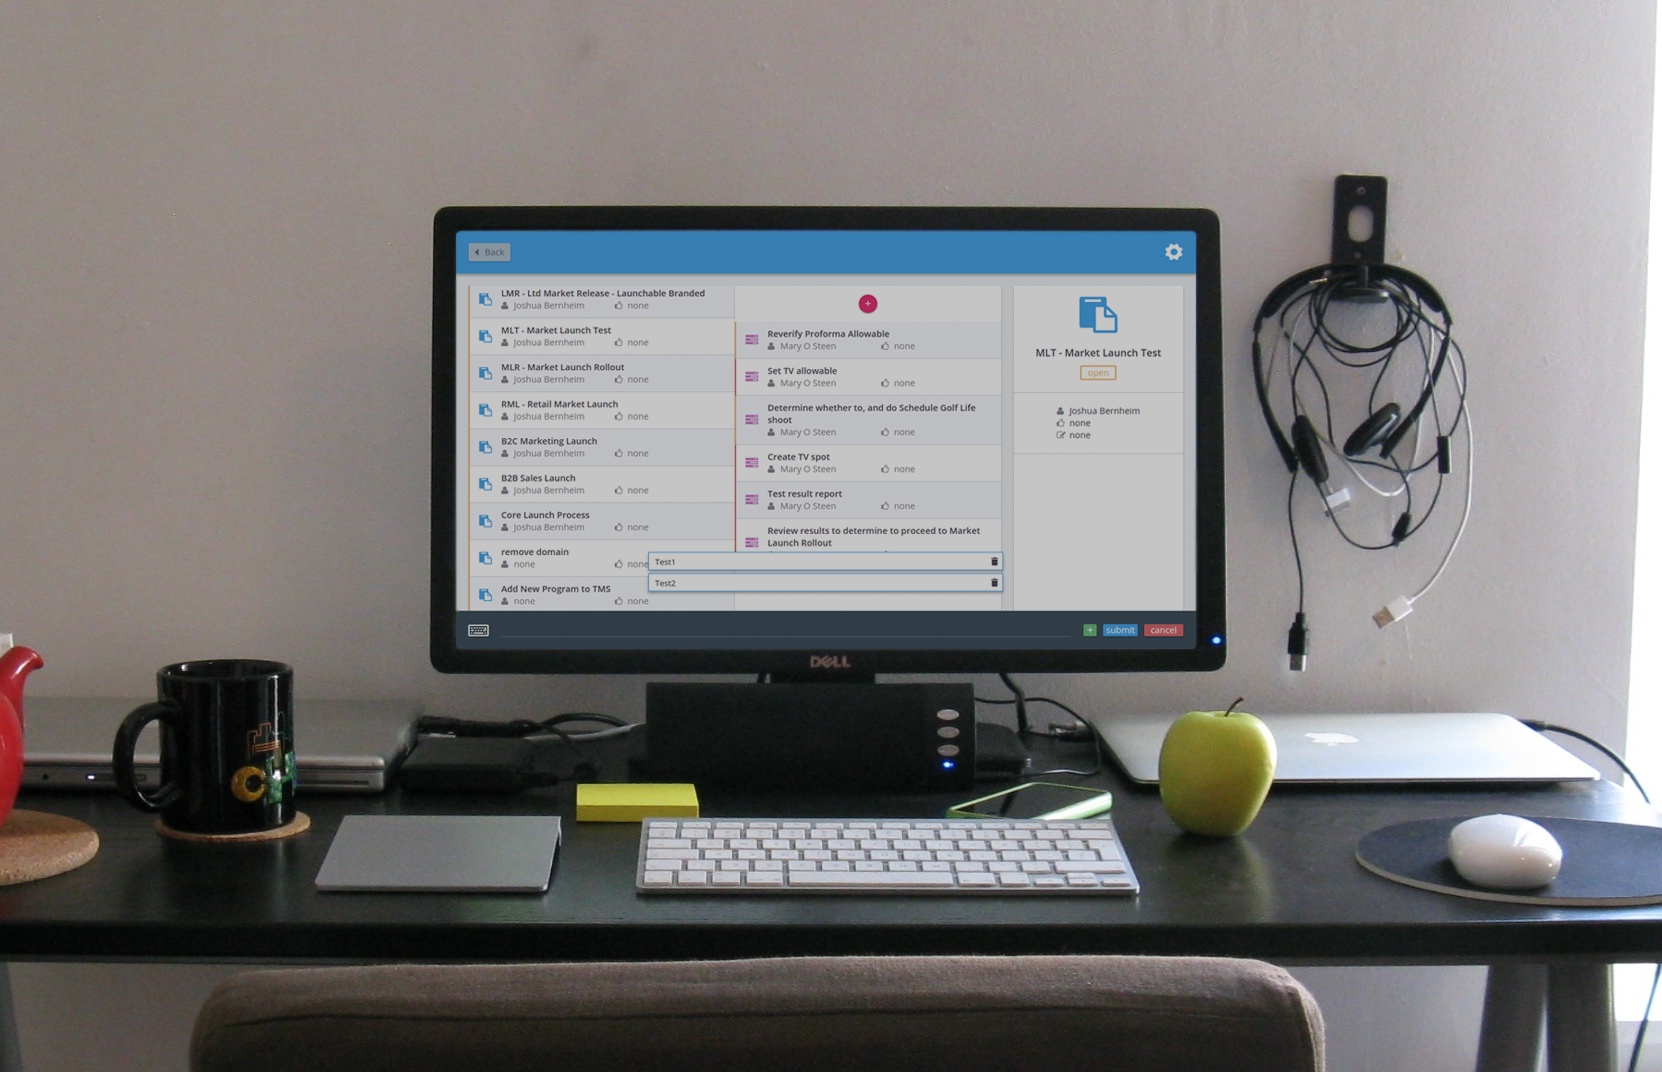 Back
LMR - Ltd Market Release - Launchable Branded
Joshua Bernheim none
MLT - Market Launch Test
Joshua Bernheim none
MLR - Market Launch Rollout
Joshua Bernheim none
RML - Retail Market Launch
Joshua Bernheim none
B2C Marketing Launch
Joshua Bernheim none
B2B Sales Launch
Joshua Bernheim none
Core Launch Process
Joshua Bernheim none
remove domain
none none
Add New Program to TMS
none none
+
Reverify Proforma Allowable
Mary O Steen none
Set TV allowable
Mary O Steen none
Determine whether to, and do Schedule Golf Life
shoot
Mary O Steen none
Create TV spot
Mary O Steen none
Test result report
Mary O Steen none
Review results to determine to proceed to Market
Launch Rollout
Test1
Test2
MLT - Market Launch Test
open
Joshua Bernheim
none
none
+ submit cancel
DELL